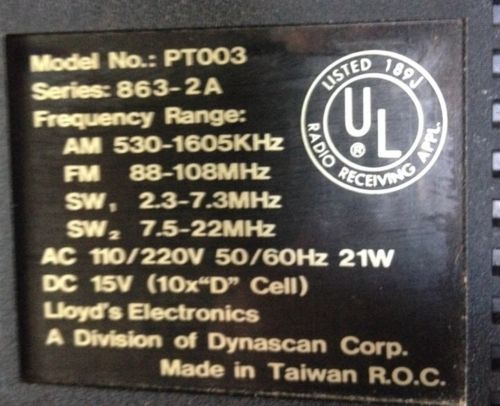 Model No.: PT003
Series: 863-2A
Frequency Range:
AM 530-1605KHz
FM 88-108MHz
SW₁ 2.3-7.3MHz
SW₂ 7.5-22MHz
AC 110/220V 50/60Hz 21W
DC 15V (10x“D” Cell)
Lloyd's Electronics
A Division of Dynascan Corp.
Made in Taiwan R.O.C.
LISTED 189J
UL
®
RADIO RECEIVING APPL.